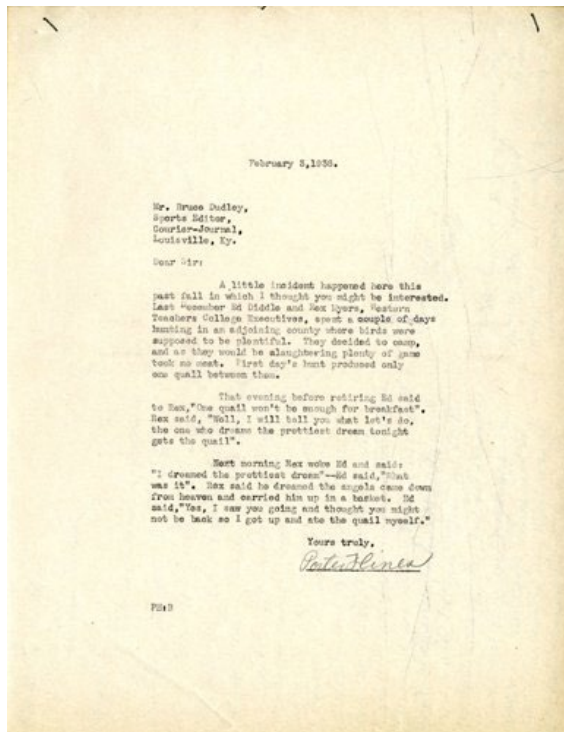 February 3,1936.
Mr. Bruce Dudley,
Sports Editor,
Courier-Journal,
Louisville, Ky.
Dear Sir:
A little incident happened here this
past fall in which I thought you might be interested.
Last December Ed Diddle and Rex Myers, Western
Teachers College Executives, spent a couple of days
hunting in an adjoining county where birds were
supposed to be plentiful. They decided to camp,
and as they would be slaughtering plenty of game
took no meat. First day's hunt produced only
one quail between them.
That evening before retiring Ed said
to Rex,"One quail won't be enough for breakfast".
Rex said, "Well, I will tell you what let's do,
the one who dreams the prettiest dream tonight
gets the quail".
Next morning Rex woke Ed and said:
"I dreamed the prettiest dream"--Ed said,"What
was it". Rex said he dreamed the angels came down
from heaven and carried him up in a basket. Ed
said,"Yes, I saw you going and thought you might
not be back so I got up and ate the quail myself."
Yours truly,
Porter Hines
PH:B